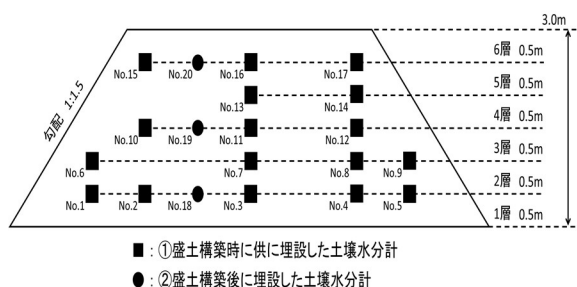 3.0m
6層 0.5m
No.15 No.20 No.16 No.17
5層 0.5m
No.13 No.14
勾配 1:1.5
4層 0.5m
No.10 No.19 No.11 No.12
3層 0.5m
No.6 No.7 No.8 No.9
2層 0.5m
No.1 No.2 No.18 No.3 No.4 No.5
1層 0.5m
■:①盛土構築時に供に埋設した土壌水分計
●:②盛土構築後に埋設した土壌水分計